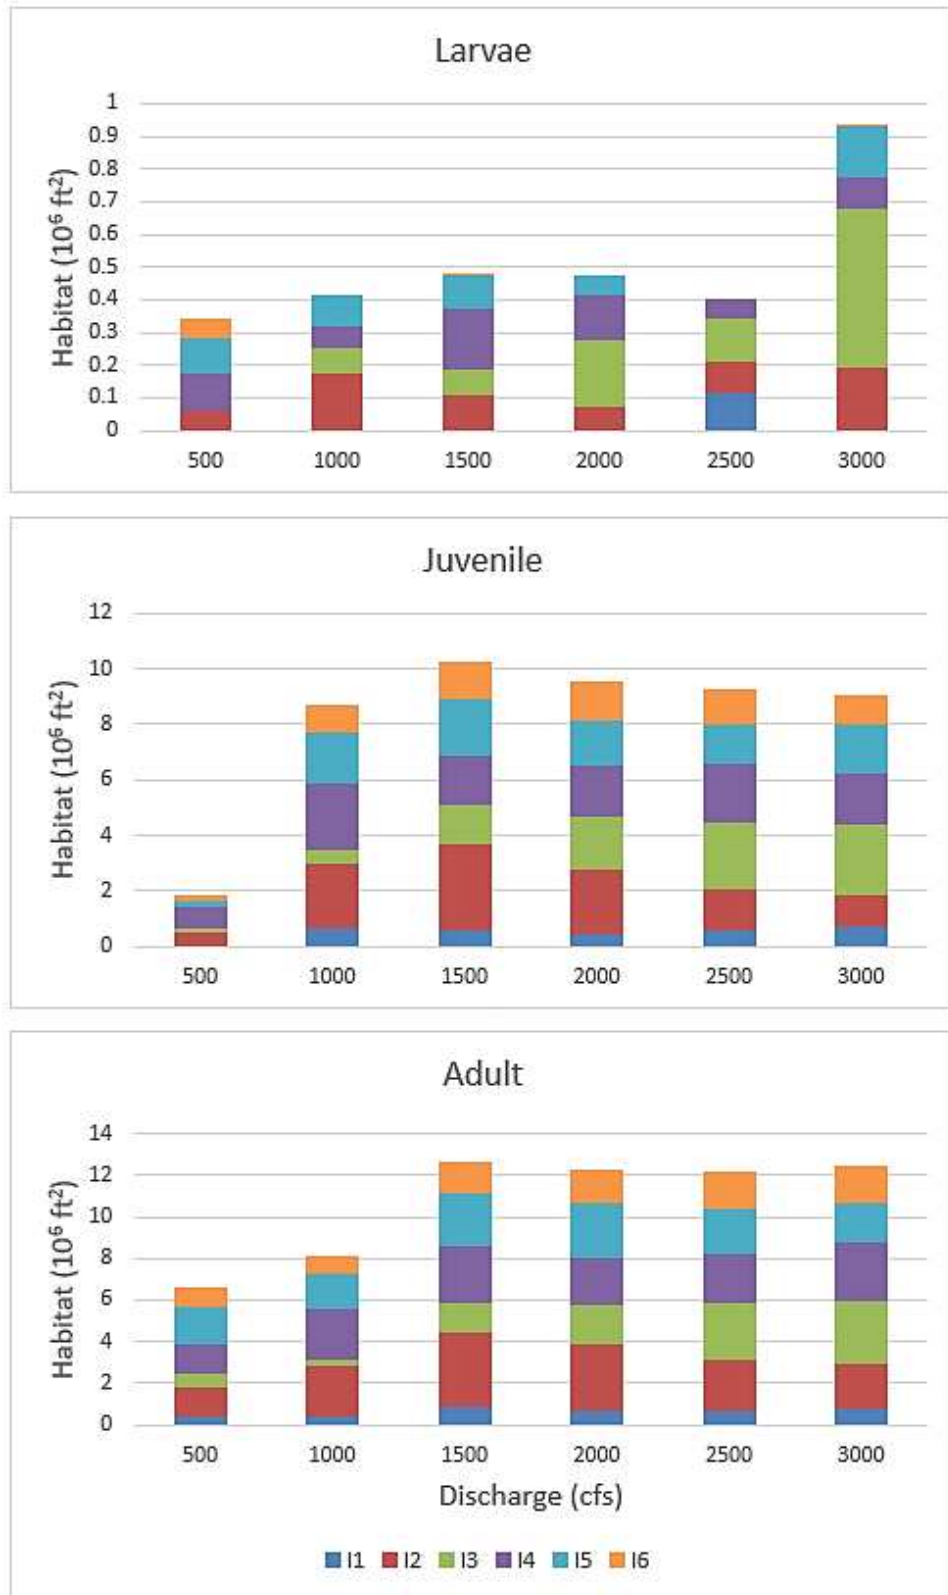 Larvae
Habitat (10⁶ ft²)
1
0.9
0.8
0.7
0.6
0.5
0.4
0.3
0.2
0.1
0
500 1000 1500 2000 2500 3000
Juvenile
Habitat (10⁶ ft²)
12
10
8
6
4
2
0
500 1000 1500 2000 2500 3000
Adult
Habitat (10⁶ ft²)
14
12
10
8
6
4
2
0
500 1000 1500 2000 2500 3000
Discharge (cfs)
I1 I2 I3 I4 I5 I6